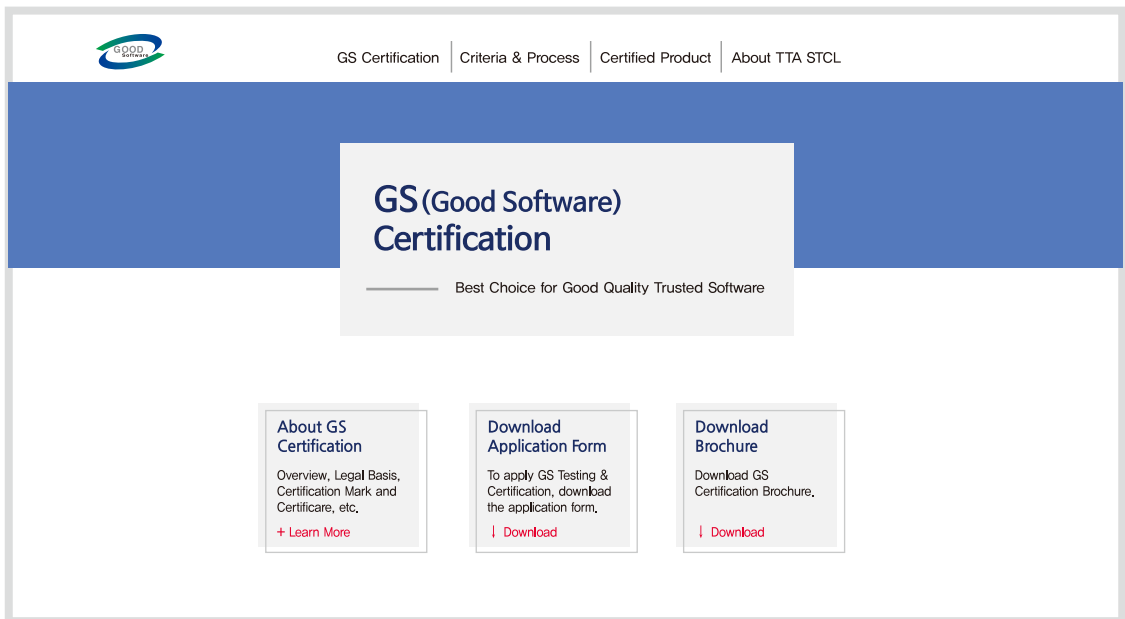 GOOD
Software
GS Certification
Criteria & Process
Certified Product
About TTA STCL
GS (Good Software)
Certification
Best Choice for Good Quality Trusted Software
About GS
Certification
Overview, Legal Basis,
Certification Mark and
Certificare, etc.
+ Learn More
Download
Application Form
To apply GS Testing &
Certification, download
the application form.
↓ Download
Download
Brochure
Download GS
Certification Brochure.
↓ Download